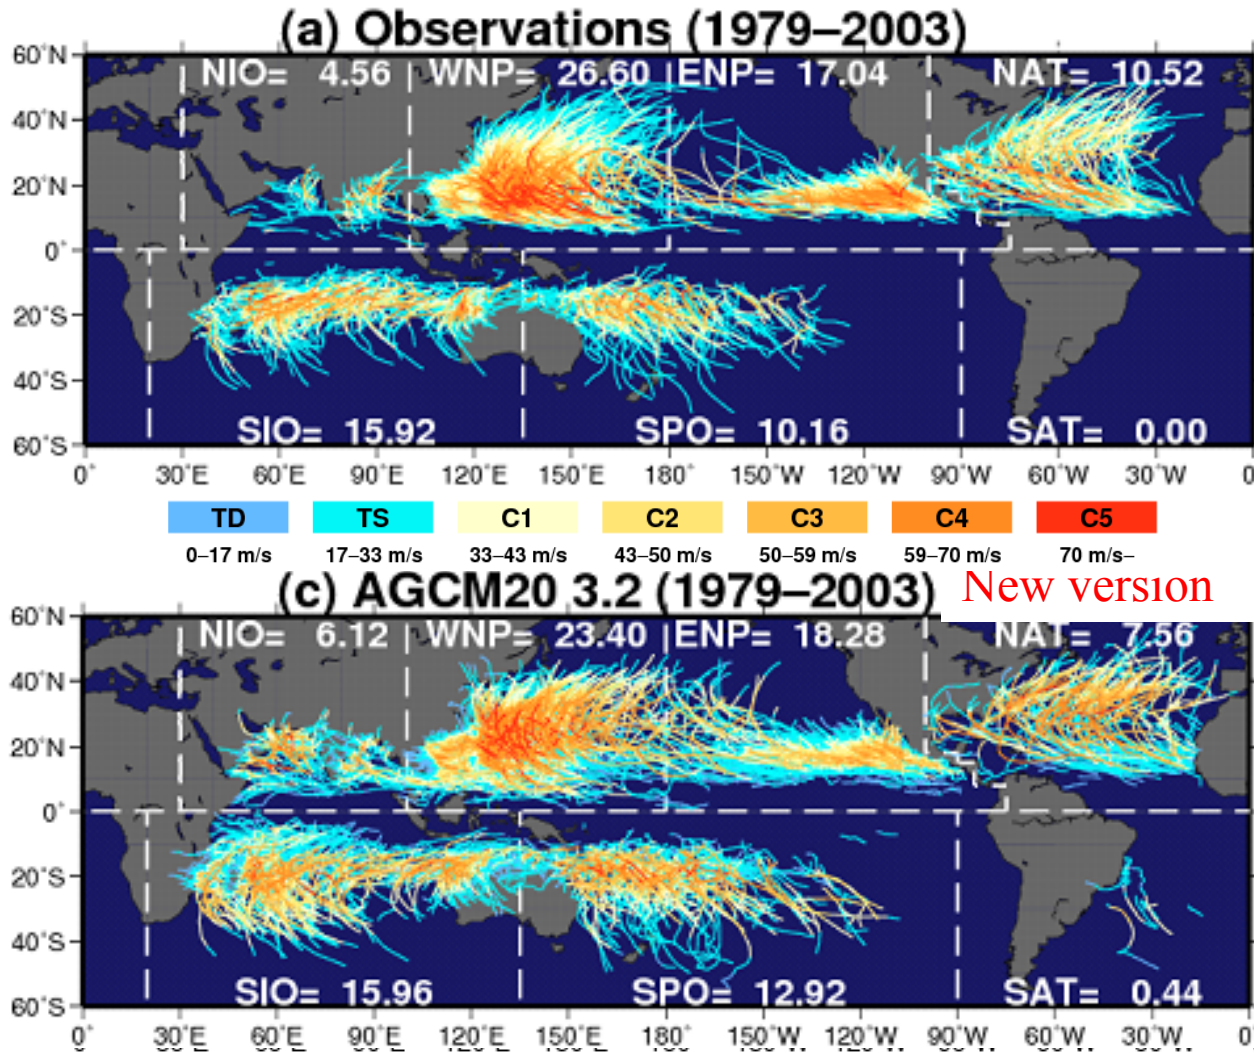 (a) Observations (1979–2003)
60°N
NIO= 4.56 WNP= 26.60 ENP= 17.04 NAT= 10.52
40°N
20°N
0°
20°S
40°S
60°S
SIO= 15.92 SPO= 10.16 SAT= 0.00
0° 30°E 60°E 90°E 120°E 150°E 180° 150°W 120°W 90°W 60°W 30°W 0
TD TS C1 C2 C3 C4 C5
0–17 m/s 17–33 m/s 33–43 m/s 43–50 m/s 50–59 m/s 59–70 m/s 70 m/s–
(c) AGCM20 3.2 (1979–2003) New version
60°N
NIO= 6.12 WNP= 23.40 ENP= 18.28 NAT= 7.56
40°N
20°N
0°
20°S
40°S
60°S
SIO= 15.96 SPO= 12.92 SAT= 0.44
0° 30°E 60°E 90°E 120°E 150°E 180° 150°W 120°W 90°W 60°W 30°W 0